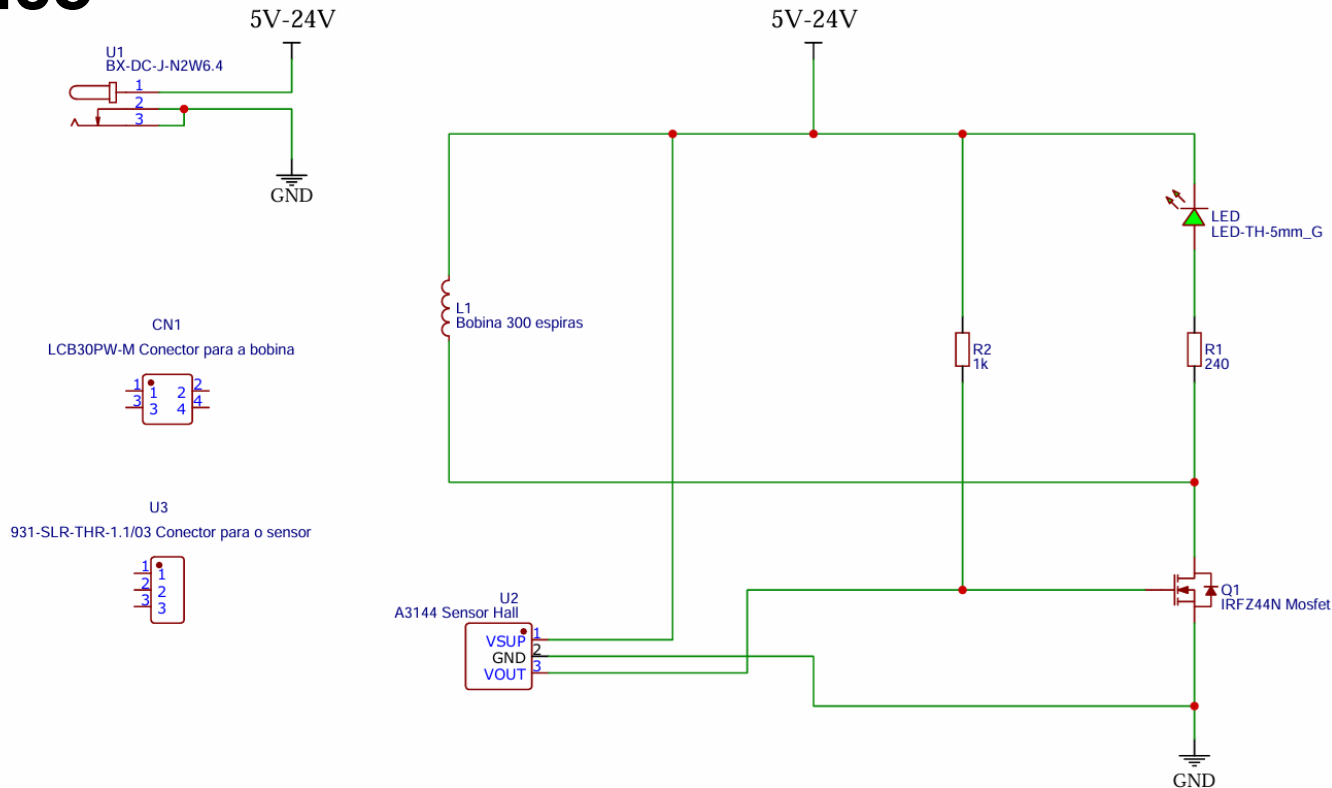 5V-24V
5V-24V
U1
BX-DC-J-N2W6.4
1
2
3
GND
LED
LED-TH-5mm_G
L1
Bobina 300 espiras
CN1
LCB30PW-M Conector para a bobina
1 1 2 2
3 3 4 4
R2
1k
R1
240
U3
931-SLR-THR-1.1/03 Conector para o sensor
1 1
2 2
3 3
U2
A3144 Sensor Hall
VSUP 1
GND 2
VOUT 3
Q1
IRFZ44N Mosfet
GND